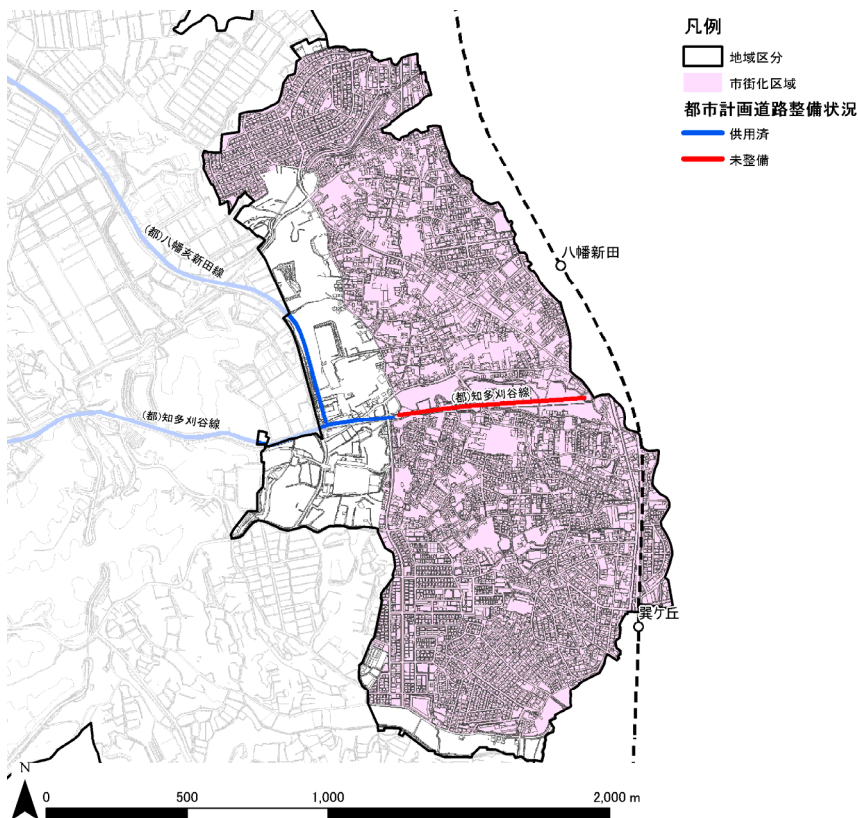 凡例
地域区分
市街化区域
都市計画道路整備状況
供用済
未整備
(都)八幡亥新田線
八幡新田
(都)知多刈谷線
(都)知多刈谷線
巽ケ丘
N
0 500 1,000 2,000 m